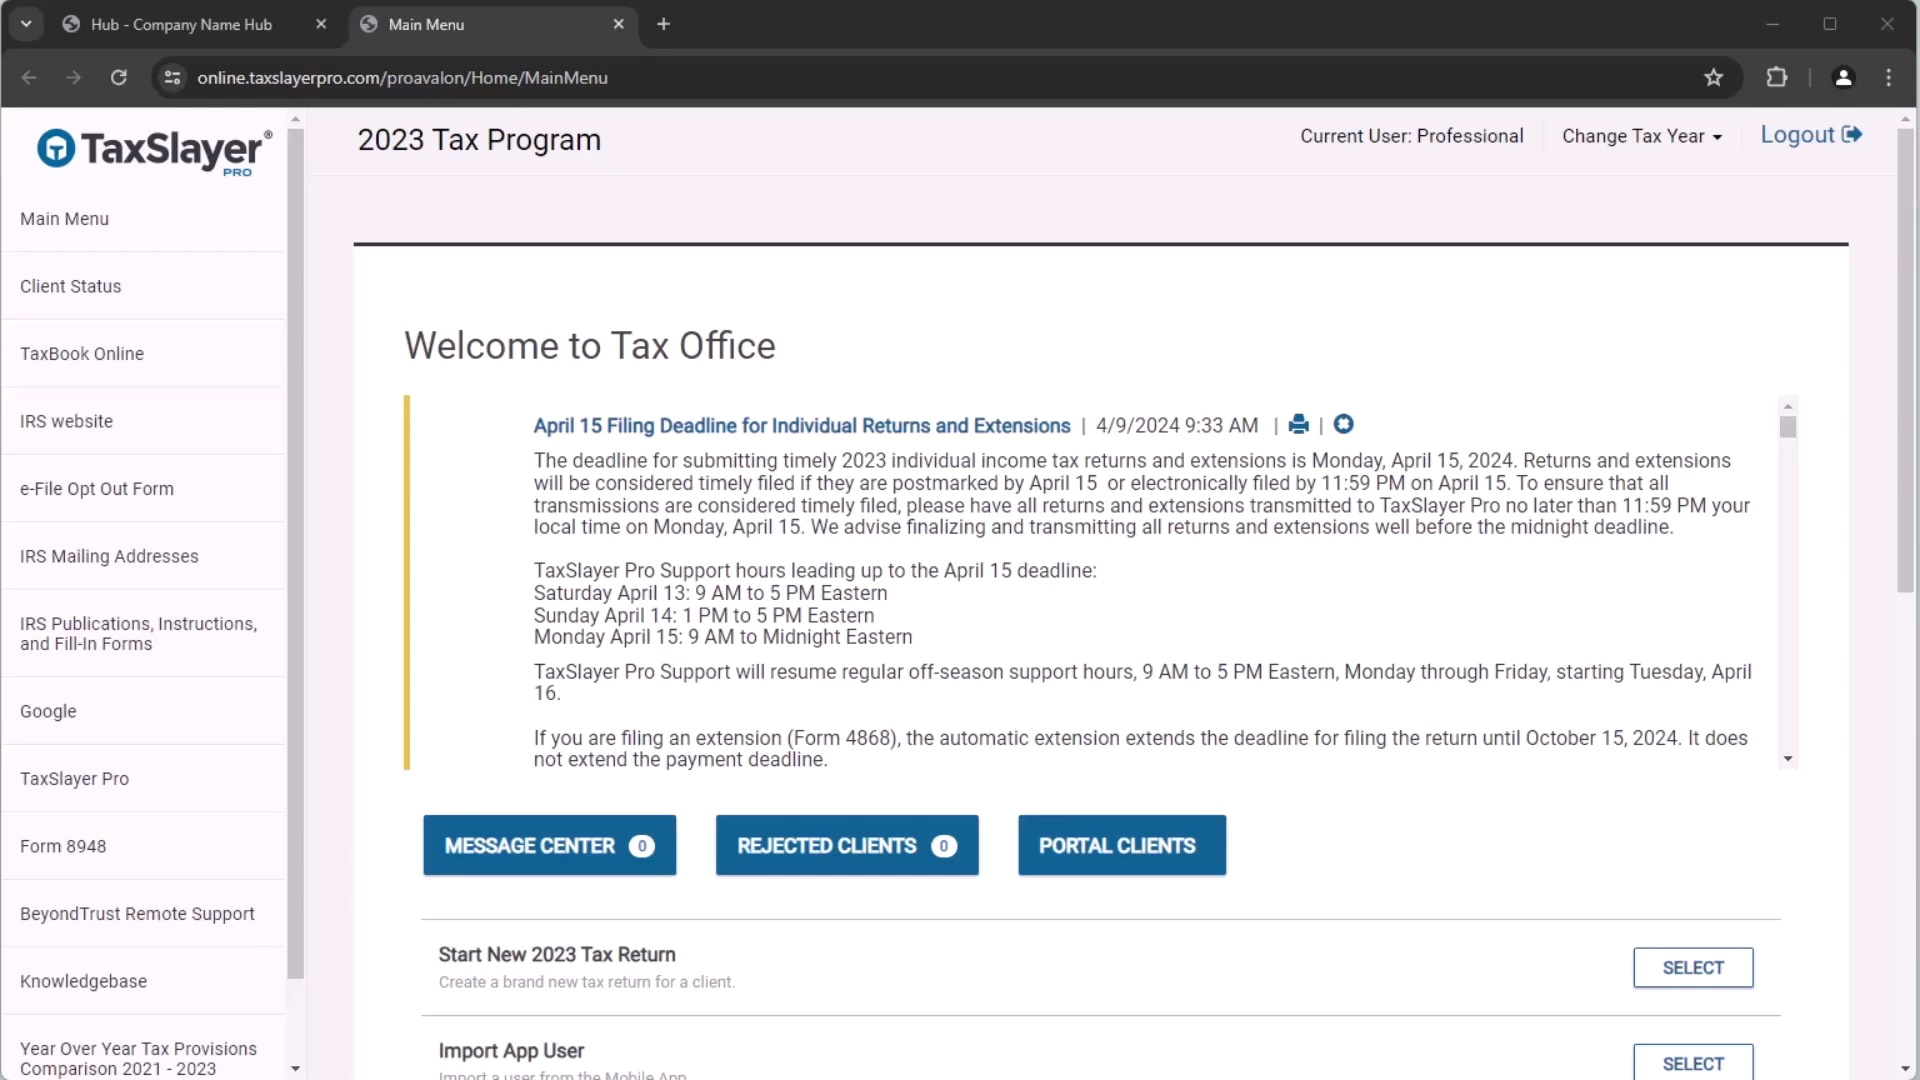 Hub - Company Name Hub
Main Menu
online.taxslayerpro.com/proavalon/Home/MainMenu
TaxSlayer®
PRO
2023 Tax Program
Current User: Professional
Change Tax Year
Logout
Main Menu
Client Status
TaxBook Online
IRS website
e-File Opt Out Form
IRS Mailing Addresses
IRS Publications, Instructions,
and Fill-In Forms
Google
TaxSlayer Pro
Form 8948
BeyondTrust Remote Support
Knowledgebase
Year Over Year Tax Provisions
Comparison 2021 - 2023
Welcome to Tax Office
April 15 Filing Deadline for Individual Returns and Extensions | 4/9/2024 9:33 AM | |
The deadline for submitting timely 2023 individual income tax returns and extensions is Monday, April 15, 2024. Returns and extensions
will be considered timely filed if they are postmarked by April 15 or electronically filed by 11:59 PM on April 15. To ensure that all
transmissions are considered timely filed, please have all returns and extensions transmitted to TaxSlayer Pro no later than 11:59 PM your
local time on Monday, April 15. We advise finalizing and transmitting all returns and extensions well before the midnight deadline.
TaxSlayer Pro Support hours leading up to the April 15 deadline:
Saturday April 13: 9 AM to 5 PM Eastern
Sunday April 14: 1 PM to 5 PM Eastern
Monday April 15: 9 AM to Midnight Eastern
TaxSlayer Pro Support will resume regular off-season support hours, 9 AM to 5 PM Eastern, Monday through Friday, starting Tuesday, April
16.
If you are filing an extension (Form 4868), the automatic extension extends the deadline for filing the return until October 15, 2024. It does
not extend the payment deadline.
MESSAGE CENTER 0
REJECTED CLIENTS 0
PORTAL CLIENTS
Start New 2023 Tax Return
Create a brand new tax return for a client.
SELECT
Import App User
Import a user from the Mobile App
SELECT